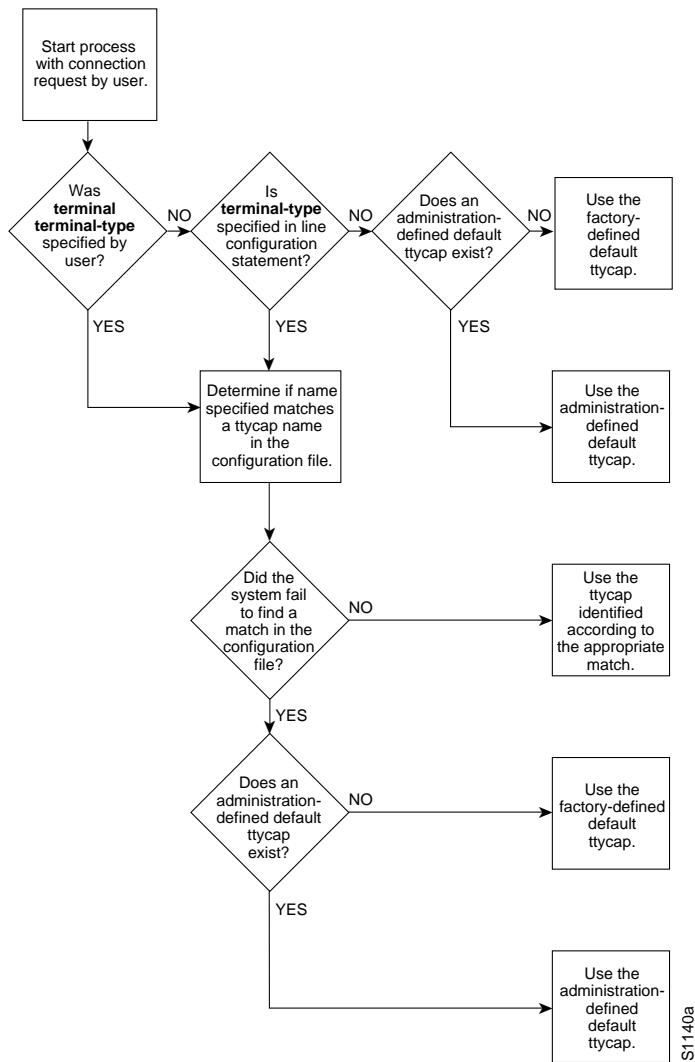 Start process
with connection
request by user.
Was
terminal
terminal-type
specified by
user?
NO
Is
terminal-type
specified in line
configuration
statement?
NO
Does an
administration-
defined default
ttycap exist?
NO
Use the
factory-
defined
default
ttycap.
YES
YES
YES
Determine if name
specified matches
a ttycap name
in the
configuration file.
Use the
administration-
defined
default
ttycap.
Did the
system fail
to find a
match in the
configuration
file?
NO
Use the
ttycap
identified
according to
the appropriate
match.
YES
Does an
administration-
defined default
ttycap
exist?
NO
Use the
factory-defined
default
ttycap.
YES
Use the
administration-
defined
default
ttycap.
S1140a